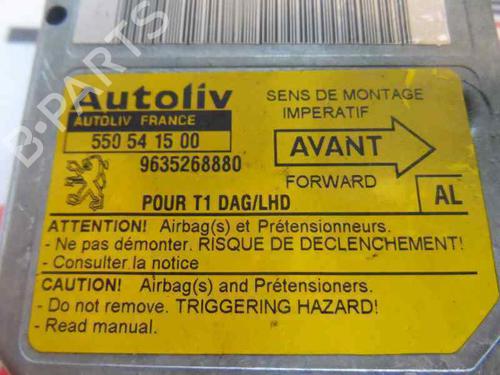 Autoliv
AUTOLIV FRANCE
550 54 15 00
9635268880
POUR T1 DAG/LHD
SENS DE MONTAGE
IMPERATIF
AVANT
FORWARD
AL
ATTENTION! Airbag(s) et Prétensionneurs.
- Ne pas démonter. RISQUE DE DECLENCHEMENT!
- Consulter la notice
CAUTION! Airbag(s) and Prétensioners.
- Do not remove. TRIGGERING HAZARD!
- Read manual.
B-PARTS